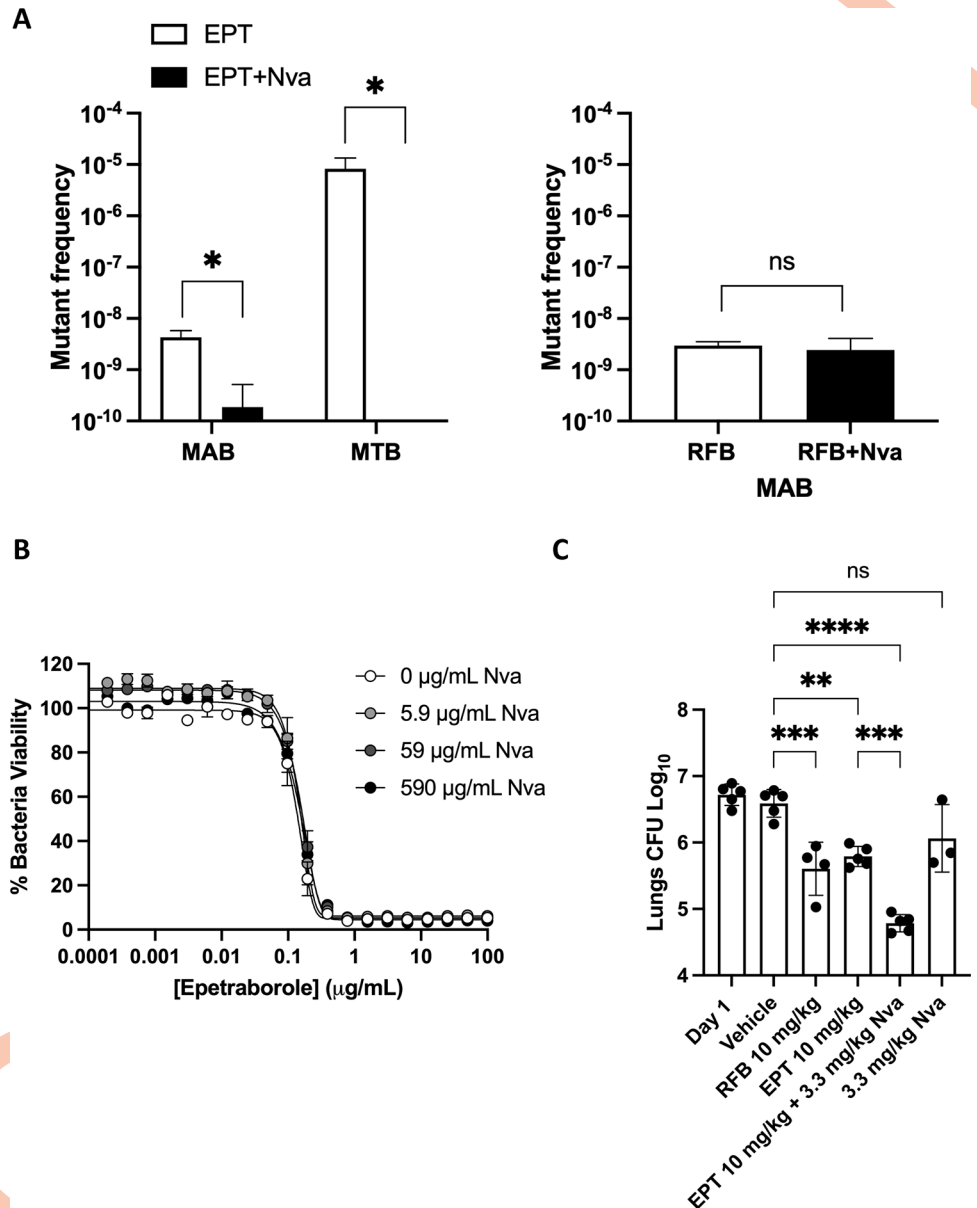 A
EPT
EPT+Nva
*
*
10-4
10-5
10-6
10-7
10-8
10-9
10-10
Mutant frequency
MAB
MTB
ns
10-4
10-5
10-6
10-7
10-8
10-9
10-10
Mutant frequency
RFB
RFB+Nva
MAB
B
120
100
80
60
40
20
0
% Bacteria Viability
0.0001
0.001
0.01
0.1
1
10
100
[Epetraborole] (μg/mL)
0 μg/mL Nva
5.9 μg/mL Nva
59 μg/mL Nva
590 μg/mL Nva
C
ns
****
**
***
***
8
7
6
5
4
Lungs CFU Log10
Day 1
Vehicle
RFB 10 mg/kg
EPT 10 mg/kg
EPT 10 mg/kg + 3.3 mg/kg Nva
3.3 mg/kg Nva